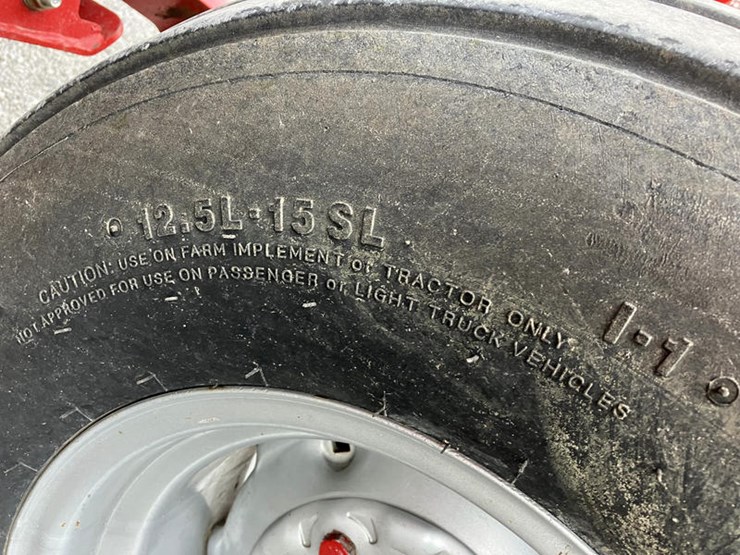 12.5L-15 SL
CAUTION: USE ON FARM IMPLEMENT or TRACTOR ONLY
NOT APPROVED FOR USE ON PASSENGER or LIGHT TRUCK VEHICLES
I-1